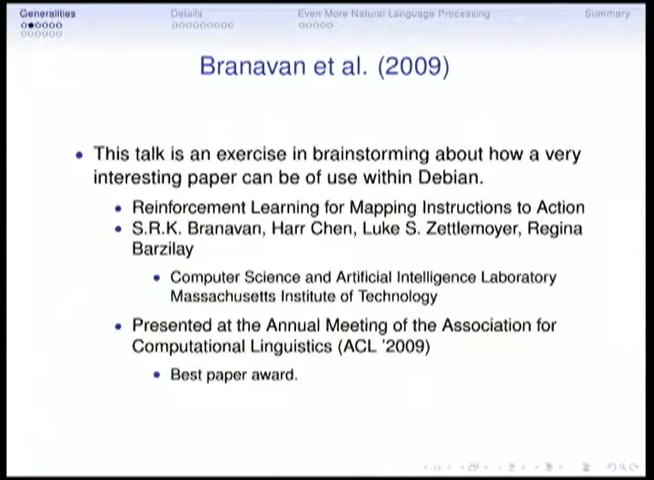 Generalities Details Even More Natural Language Processing Summary
Branavan et al. (2009)
• This talk is an exercise in brainstorming about how a very
interesting paper can be of use within Debian.
• Reinforcement Learning for Mapping Instructions to Action
• S.R.K. Branavan, Harr Chen, Luke S. Zettlemoyer, Regina
Barzilay
• Computer Science and Artificial Intelligence Laboratory
Massachusetts Institute of Technology
• Presented at the Annual Meeting of the Association for
Computational Linguistics (ACL '2009)
• Best paper award.